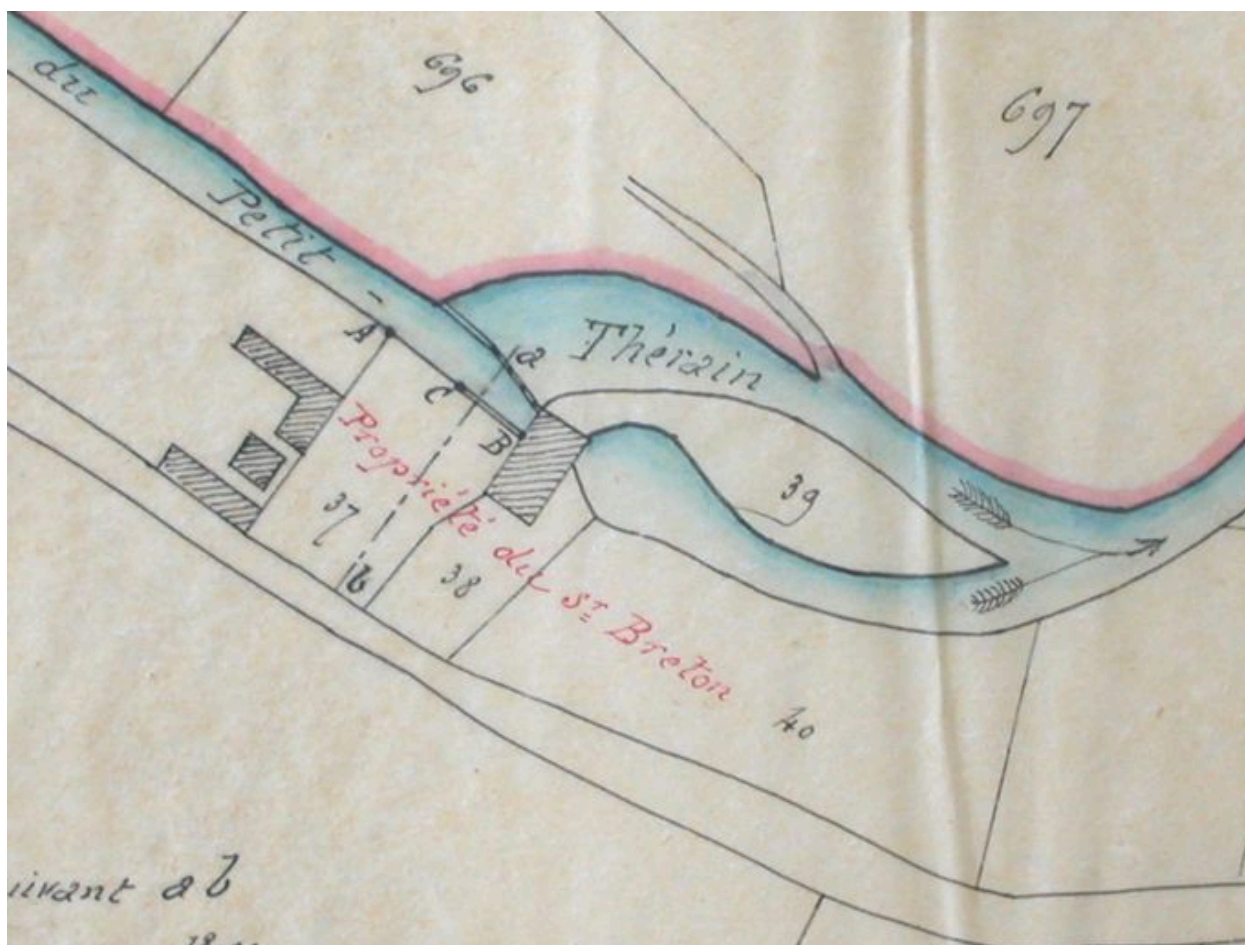 696
697
du Petit Thérain
A
a
C
B
39
37
b
38
Propriété du Sr Breton
40
uivant ab